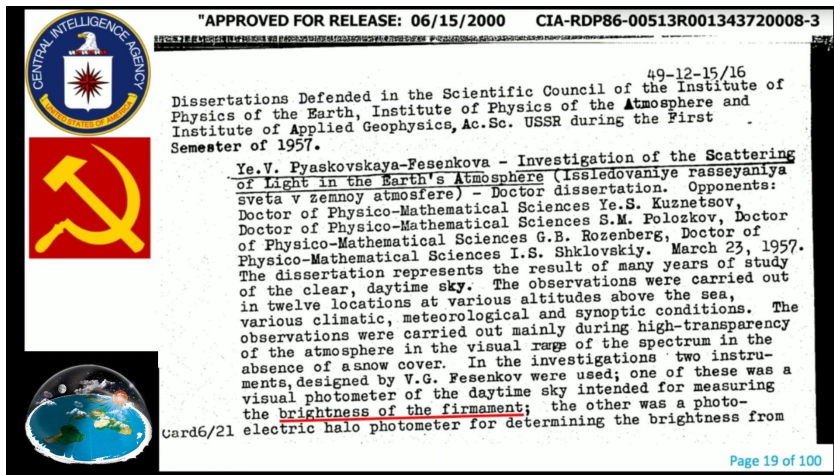 "APPROVED FOR RELEASE: 06/15/2000 CIA-RDP86-00513R001343720008-3
CENTRAL INTELLIGENCE AGENCY
UNITED STATES OF AMERICA
49-12-15/16
Dissertations Defended in the Scientific Council of the Institute of
Physics of the Earth, Institute of Physics of the Atmosphere and
Institute of Applied Geophysics, Ac.Sc. USSR during the First
Semester of 1957.
Ye.V. Pyaskovskaya-Fesenkova - Investigation of the Scattering
of Light in the Earth's Atmosphere (Issledovaniye rasseyaniya
sveta v zemnoy atmosfere) - Doctor dissertation. Opponents:
Doctor of Physico-Mathematical Sciences Ye.S. Kuznetsov,
Doctor of Physico-Mathematical Sciences S.M. Polozkov, Doctor
of Physico-Mathematical Sciences G.B. Rozenberg, Doctor of
Physico-Mathematical Sciences I.S. Shklovskiy. March 23, 1957.
The dissertation represents the result of many years of study
of the clear, daytime sky. The observations were carried out
in twelve locations at various altitudes above the sea,
various climatic, meteorological and synoptic conditions. The
observations were carried out mainly during high-transparency
of the atmosphere in the visual range of the spectrum in the
absence of a snow cover. In the investigations two instru-
ments, designed by V.G. Fesenkov were used; one of these was a
visual photometer of the daytime sky intended for measuring
the brightness of the firmament; the other was a photo-
Card6/21 electric halo photometer for determining the brightness from
Page 19 of 100